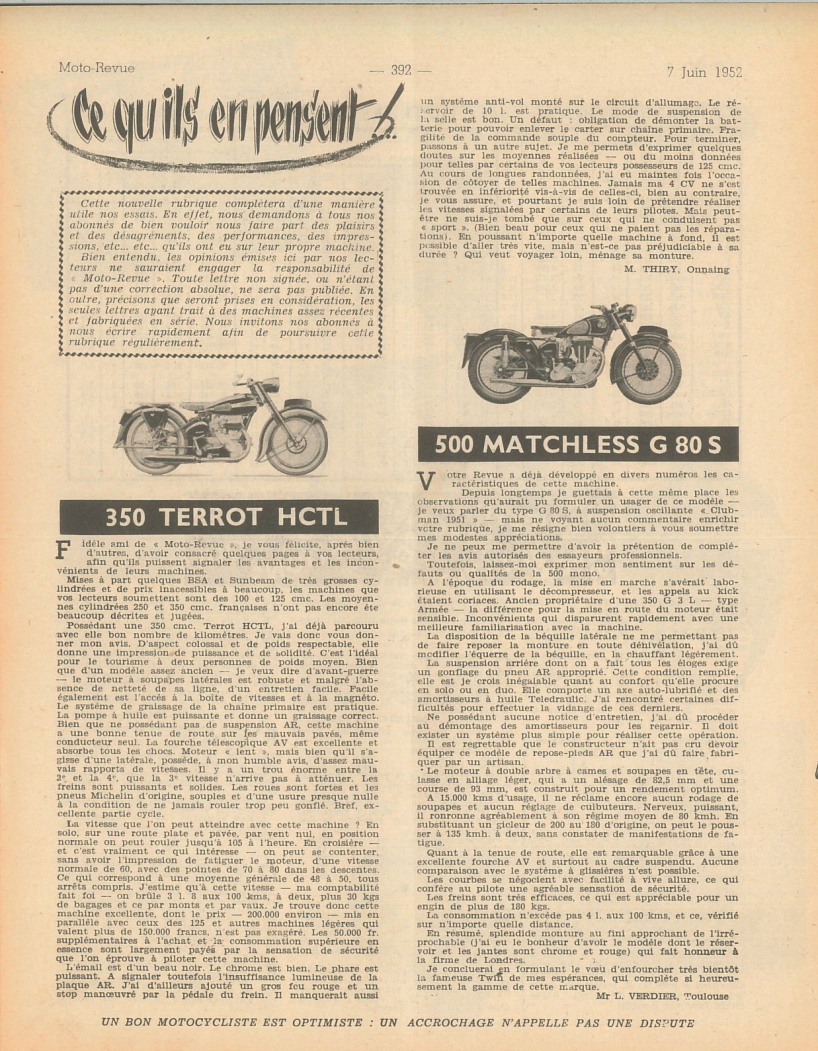 Moto-Revue
— 392 —
7 Juin 1952
Ce qu'ils en pensent !..
Cette nouvelle rubrique complètera d'une manière
utile nos essais. En effet, nous demandons à tous nos
abonnés de bien vouloir nous faire part des plaisirs
et des désagréments, des performances, des impres-
sions, etc... etc... qu'ils ont eu sur leur propre machine.
Bien entendu, les opinions émises ici par nos lec-
teurs ne sauraient engager la responsabilité de
« Moto-Revue ». Toute lettre non signée, ou n'étant
pas d'une correction absolue, ne sera pas publiée. En
outre, précisons que seront prises en considération, les
seules lettres ayant trait à des machines assez récentes
et fabriquées en série. Nous invitons nos abonnés à
nous écrire rapidement afin de poursuivre cette
rubrique régulièrement.
350 TERROT HCTL
Fidèle ami de « Moto-Revue », je vous félicite, après bien
d'autres, d'avoir consacré quelques pages à vos lecteurs,
afin qu'ils puissent signaler les avantages et les incon-
vénients de leurs machines.
Mises à part quelques BSA et Sunbeam de très grosses cy-
lindrées et de prix inaccessibles à beaucoup, les machines que
vos lecteurs soumettent sont des 100 et 125 cmc. Les moyen-
nes cylindrées 250 et 350 cmc. françaises n'ont pas encore été
beaucoup décrites et jugées.
Possédant une 350 cmc. Terrot HCTL, j'ai déjà parcouru
avec elle bon nombre de kilomètres. Je vais donc vous don-
ner mon avis. D'aspect colossal et de poids respectable, elle
donne une impression de puissance et de solidité. C'est l'idéal
pour le tourisme à deux personnes de poids moyen. Bien
que d'un modèle assez ancien — je veux dire d'avant-guerre
— le moteur à soupapes latérales est robuste et malgré l'ab-
sence de netteté de sa ligne, d'un entretien facile. Facile
également est l'accès à la boîte de vitesses et à la magnéto.
Le système de graissage de la chaîne primaire est pratique.
La pompe à huile est puissante et donne un graissage correct.
Bien que ne possédant pas de suspension AR, cette machine
a une bonne tenue de route sur les mauvais pavés, même
conducteur seul. La fourche télescopique AV est excellente et
absorbe tous les chocs. Moteur « lent », mais bien qu'il s'a-
gisse d'une latérale, possède, à mon humble avis, d'assez mau-
vais rapports de vitesses. Il y a un trou énorme entre la
2e et la 4e, que la 3e vitesse n'arrive pas à atténuer. Les
freins sont puissants et solides. Les roues sont fortes et les
pneus Michelin d'origine, souples et d'une usure presque nulle
à la condition de ne jamais rouler trop peu gonflé. Bref, ex-
cellente partie cycle.
La vitesse que l'on peut atteindre avec cette machine ? En
solo, sur une route plate et pavée, par vent nul, en position
normale on peut rouler jusqu'à 105 à l'heure. En croisière —
et c'est vraiment ce qui intéresse — on peut se contenter,
sans avoir l'impression de fatiguer le moteur, d'une vitesse
normale de 60, avec des pointes de 70 à 80 dans les descentes.
Ce qui correspond à une moyenne générale de 48 à 50, tous
arrêts compris. J'estime qu'à cette vitesse — ma comptabilité
fait foi — on brûle 3 l. 8 aux 100 kms, à deux, plus 30 kgs
de bagages et ce par monts et par vaux. Je trouve donc cette
machine excellente, dont le prix — 200.000 environ — mis en
parallèle avec ceux des 125 et autres machines légères qui
valent plus de 150.000 francs, n'est pas exagéré. Les 50.000 fr.
supplémentaires à l'achat et la consommation supérieure en
essence sont largement payés par la sensation de sécurité
que l'on éprouve à piloter cette machine.
L'émail est d'un beau noir. Le chrome est bien. Le phare est
puissant. A signaler toutefois l'insuffisance lumineuse de la
plaque AR. J'ai d'ailleurs ajouté un gros feu rouge et un
stop manœuvré par la pédale du frein. Il manquerait aussi
un système anti-vol monté sur le circuit d'allumage. Le ré-
servoir de 10 l. est pratique. Le mode de suspension de
la selle est bon. Un défaut : obligation de démonter la bat-
terie pour pouvoir enlever le carter sur chaîne primaire. Fra-
gilité de la commande souple du compteur. Pour terminer,
passons à un autre sujet. Je me permets d'exprimer quelques
doutes sur les moyennes réalisées — ou du moins données
pour telles par certains de vos lecteurs possesseurs de 125 cmc.
Au cours de longues randonnées, j'ai eu maintes fois l'occa-
sion de côtoyer de telles machines. Jamais ma 4 CV ne s'est
trouvée en infériorité vis-à-vis de celles-ci, bien au contraire,
je vous assure, et pourtant je suis loin de prétendre réaliser
les vitesses signalées par certains de leurs pilotes. Mais peut-
être ne suis-je tombé que sur ceux qui ne conduisent pas
« sport ». (Bien beau pour ceux qui ne paient pas les répara-
tions). En poussant n'importe quelle machine à fond, il est
possible d'aller très vite, mais n'est-ce pas préjudiciable à sa
durée ? Qui veut voyager loin, ménage sa monture.
M. THIRY, Onnaing
500 MATCHLESS G 80 S
Votre Revue a déjà développé en divers numéros les ca-
ractéristiques de cette machine.
Depuis longtemps je guettais à cette même place les
observations qu'aurait pu formuler un usager de ce modèle —
je veux parler du type G 80 S, à suspension oscillante « Club-
man 1951 » — mais ne voyant aucun commentaire enrichir
votre rubrique, je me résigne bien volontiers à vous soumettre
mes modestes appréciations.
Je ne peux me permettre d'avoir la prétention de complé-
ter les avis autorisés des essayeurs professionnels.
Toutefois, laissez-moi exprimer mon sentiment sur les dé-
fauts ou qualités de la 500 mono.
A l'époque du rodage, la mise en marche s'avérait labo-
rieuse en utilisant le décompresseur, et les appels au kick
étaient coriaces. Ancien propriétaire d'une 350 G 3 L — type
Armée — la différence pour la mise en route du moteur était
sensible. Inconvénients qui disparurent rapidement avec une
meilleure familiarisation avec la machine.
La disposition de la béquille latérale ne me permettant pas
de faire reposer la monture en toute dénivélation, j'ai dû
modifier l'équerre de la béquille, en la chauffant légèrement.
La suspension arrière dont on a fait tous les éloges exige
un gonflage du pneu AR approprié. Cette condition remplie,
elle est je crois inégalable quant au confort qu'elle procure
en solo ou en duo. Elle comporte un axe auto-lubrifié et des
amortisseurs à huile Teledraulic. J'ai rencontré certaines dif-
ficultés pour effectuer la vidange de ces derniers.
Ne possédant aucune notice d'entretien, j'ai dû procéder
au démontage des amortisseurs pour les regarnir. Il doit
exister un système plus simple pour réaliser cette opération.
Il est regrettable que le constructeur n'ait pas cru devoir
équiper ce modèle de repose-pieds AR que j'ai dû faire fabri-
quer par un artisan.
Le moteur à double arbre à cames et soupapes en tête, cu-
lasse en alliage léger, qui a un alésage de 82,5 mm et une
course de 93 mm, est construit pour un rendement optimum.
A 15.000 kms d'usage, il ne réclame encore aucun rodage de
soupapes et aucun réglage de culbuteurs. Nerveux, puissant,
il ronronne agréablement à son régime moyen de 80 kmh. En
substituant un gicleur de 200 au 180 d'origine, on peut le pous-
ser à 135 kmh. à deux, sans constater de manifestations de fa-
tigue.
Quant à la tenue de route, elle est remarquable grâce à une
excellente fourche AV et surtout au cadre suspendu. Aucune
comparaison avec le système à glissières n'est possible.
Les courbes se négocient avec facilité à vive allure, ce qui
confère au pilote une agréable sensation de sécurité.
Les freins sont très efficaces, ce qui est appréciable pour un
engin de plus de 180 kgs.
La consommation n'excède pas 4 l. aux 100 kms, et ce, vérifié
sur n'importe quelle distance.
En résumé, splendide monture au fini approchant de l'irré-
prochable (j'ai eu le bonheur d'avoir le modèle dont le réser-
voir et les jantes sont chrome et rouge) qui fait honneur à
la firme de Londres.
Je conclurai en formulant le vœu d'enfourcher très bientôt
la fameuse Twin de mes espérances, qui complète si heureu-
sement la gamme de cette marque.
Mr L. VERDIER, Toulouse
UN BON MOTOCYCLISTE EST OPTIMISTE : UN ACCROCHAGE N'APPELLE PAS UNE DISPUTE